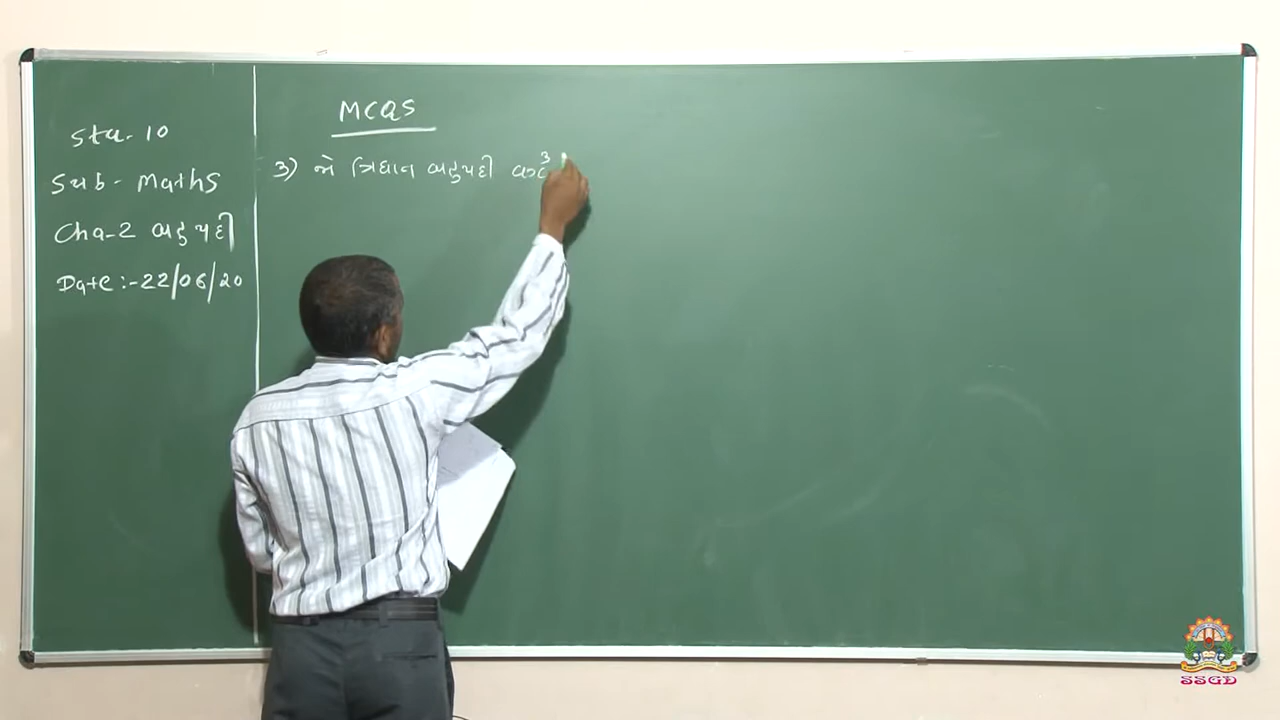 Std. 10
Sub - Maths
Cha-2 બહુપદી
Date :- 22/06/20
MCQS
3) જો ત્રિઘાત બહુપદી ax³
SSGD